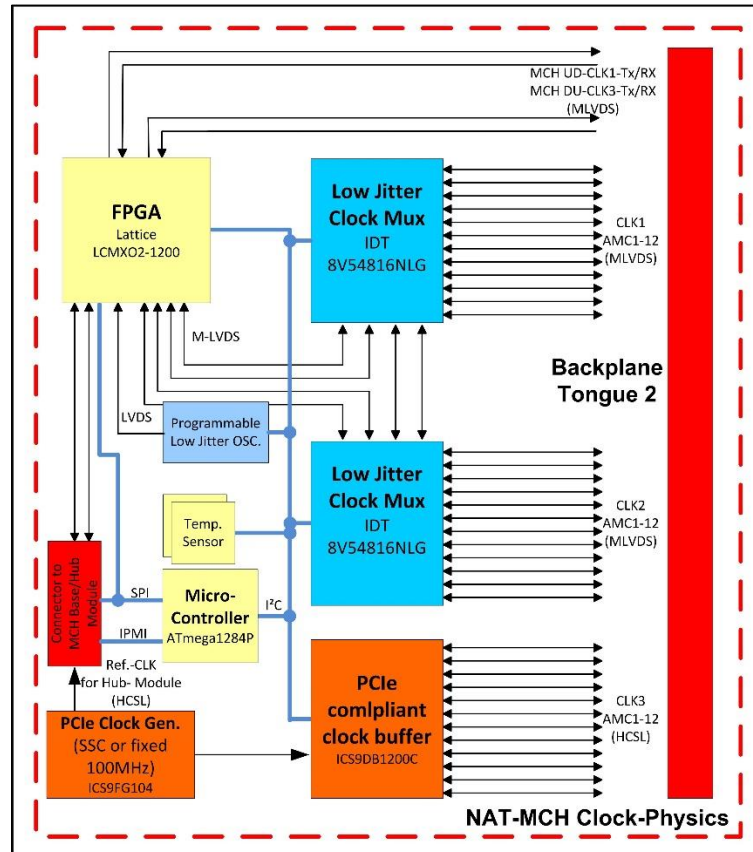 MCH UD-CLK1-Tx/RX
MCH DU-CLK3-Tx/RX
(MLVDS)
FPGA
Lattice
LCMXO2-1200
Low Jitter
Clock Mux
IDT
8V54816NLG
CLK1
AMC1-12
(MLVDS)
M-LVDS
Backplane
Tongue 2
LVDS
Programmable
Low Jitter OSC.
Low Jitter
Clock Mux
IDT
8V54816NLG
CLK2
AMC1-12
(MLVDS)
Temp.
Sensor
Connector to
MCH Base/Hub
Module
SPI
IPMI
Micro-
Controller
ATmega1284P
I²C
Ref.-CLK
for Hub- Module
(HCSL)
PCIe Clock Gen.
(SSC or fixed
100MHz)
ICS9FG104
PCIe
comlpliant
clock buffer
ICS9DB1200C
CLK3
AMC1-12
(HCSL)
NAT-MCH Clock-Physics